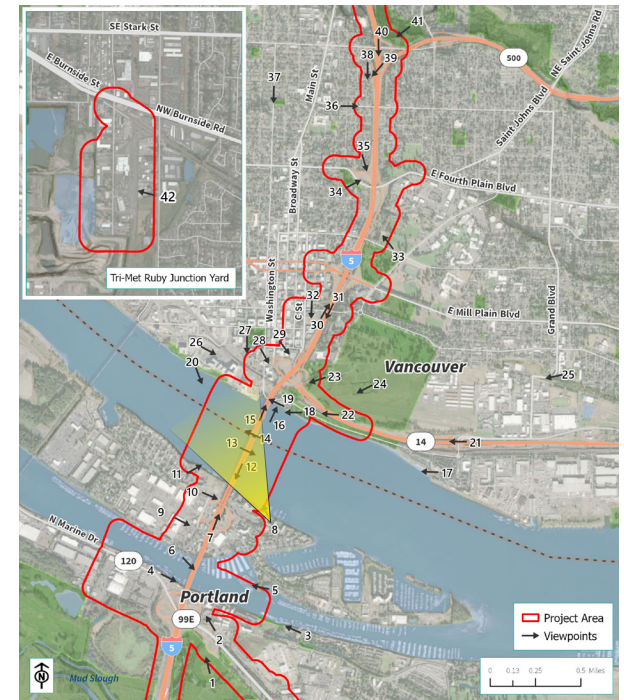 SE Stark St
E Burnside St
NW Burnside Rd
42
Tri-Met Ruby Junction Yard
41
40
38
39
37
36
35
34
33
Main St
Broadway St
Washington St
C St
500
NE Saint Johns Rd
Saint Johns Blvd
E Fourth Plain Blvd
5
32
31
30
29
28
27
26
20
E Mill Plain Blvd
Grand Blvd
Vancouver
23
24
25
19
18
22
15
16
14
21
14
13
12
17
11
10
9
8
7
6
N Marine Dr
120
4
5
Portland
99E
3
2
5
1
Mud Slough
N
Project Area
Viewpoints
0 0.13 0.25 0.5 Miles